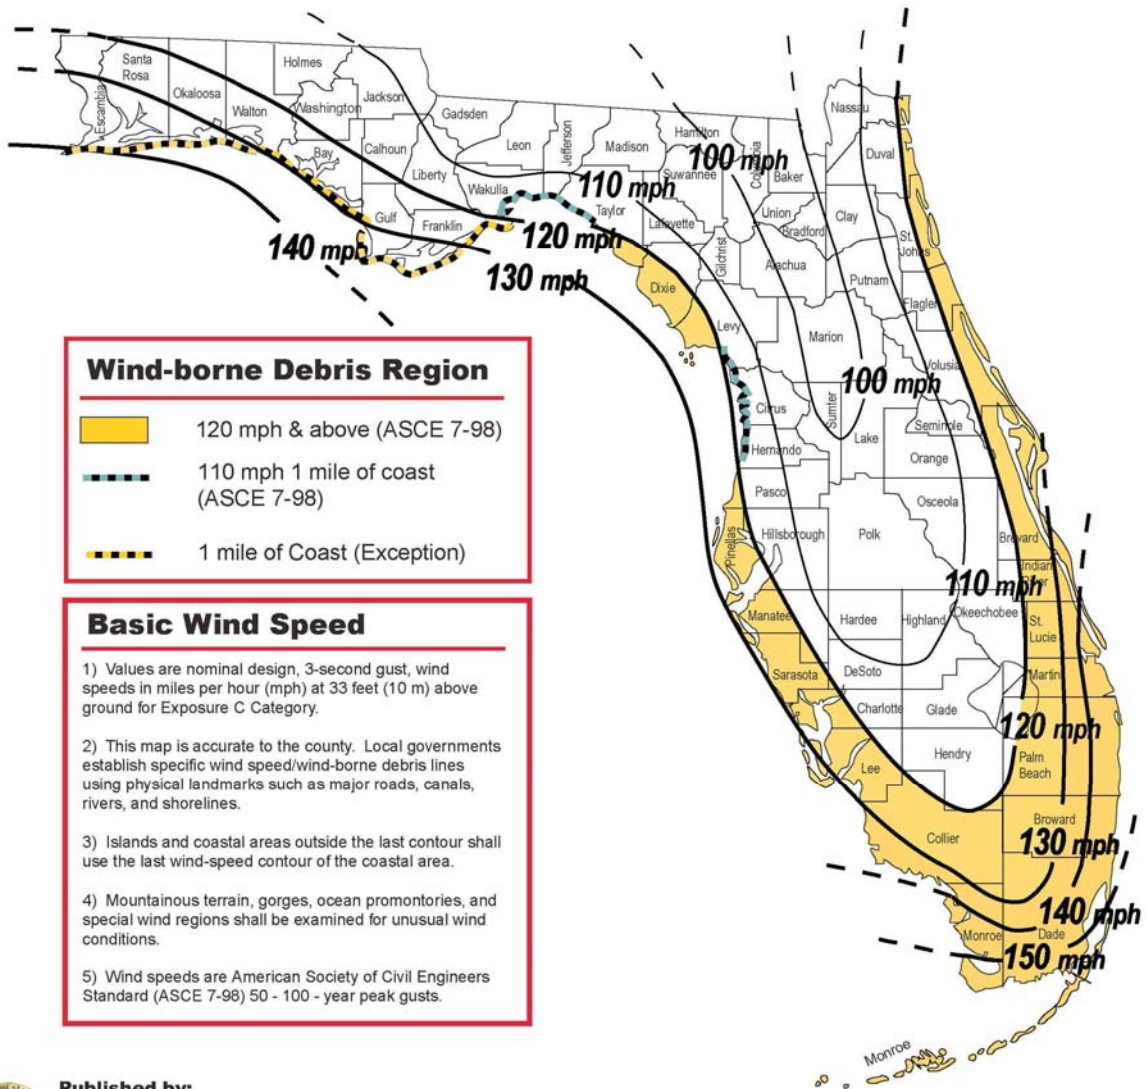 Escambia
Santa
Rosa
Okaloosa
Walton
Holmes
Washington
Bay
Jackson
Calhoun
Gulf
Liberty
Gadsden
Franklin
Wakulla
Leon
Jefferson
Madison
Taylor
Hamilton
Suwannee
Lafayette
Columbia
Baker
Nassau
Duval
Union
Bradford
Clay
St.
Johns
Gilchrist
Alachua
Putnam
Flagler
Dixie
Levy
Marion
Volusia
Citrus
Sumter
Lake
Seminole
Hernando
Orange
Pasco
Osceola
Pinellas
Hillsborough
Polk
Brevard
Indian
River
Manatee
Hardee
Highland
Okeechobee
St.
Lucie
Sarasota
DeSoto
Martin
Charlotte
Glade
Lee
Hendry
Palm
Beach
Collier
Broward
Monroe
Dade
Monroe
100 mph
110 mph
120 mph
130 mph
140 mph
100 mph
110 mph
120 mph
130 mph
140 mph
150 mph
Wind-borne Debris Region
120 mph & above (ASCE 7-98)
110 mph 1 mile of coast
(ASCE 7-98)
1 mile of Coast (Exception)
Basic Wind Speed
1) Values are nominal design, 3-second gust, wind
speeds in miles per hour (mph) at 33 feet (10 m) above
ground for Exposure C Category.
2) This map is accurate to the county. Local governments
establish specific wind speed/wind-borne debris lines
using physical landmarks such as major roads, canals,
rivers, and shorelines.
3) Islands and coastal areas outside the last contour shall
use the last wind-speed contour of the coastal area.
4) Mountainous terrain, gorges, ocean promontories, and
special wind regions shall be examined for unusual wind
conditions.
5) Wind speeds are American Society of Civil Engineers
Standard (ASCE 7-98) 50 - 100 - year peak gusts.
Published by: